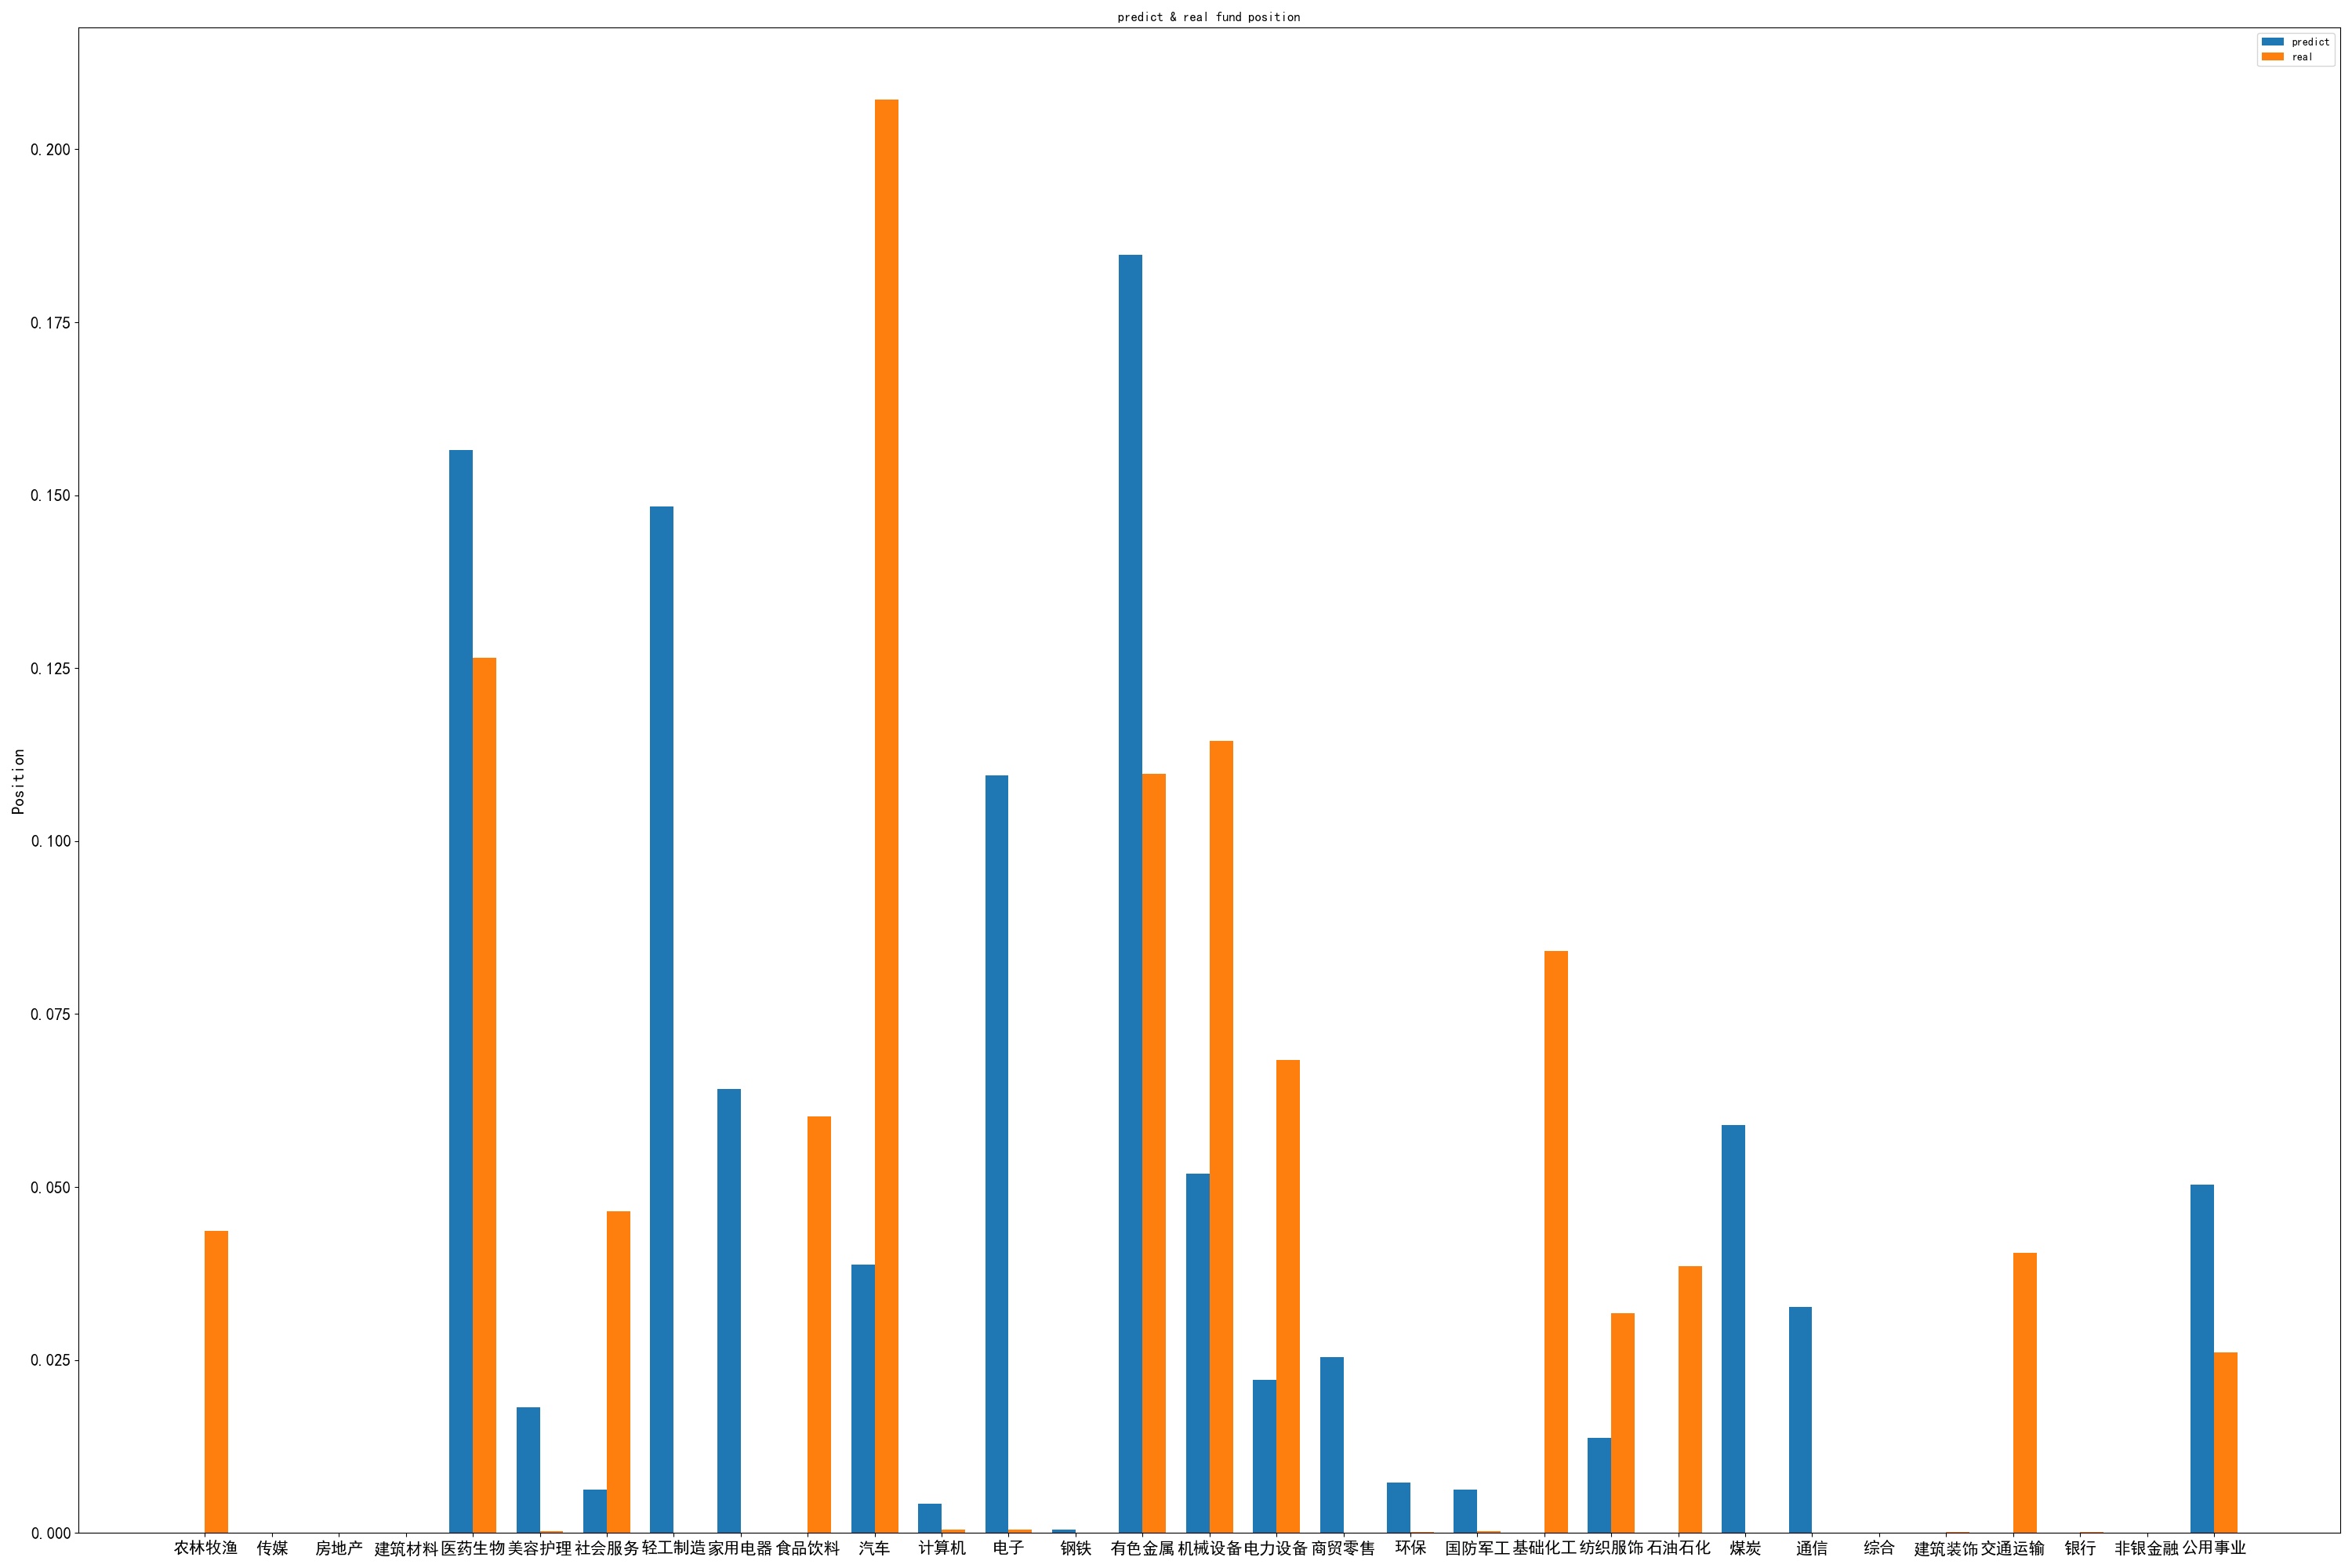 predict & real fund position
predict
real
0.200
0.175
0.150
0.125
0.100
0.075
0.050
0.025
0.000
Position
农林牧渔 传媒 房地产 建筑材料 医药生物 美容护理 社会服务 轻工制造 家用电器 食品饮料 汽车 计算机 电子 钢铁 有色金属 机械设备 电力设备 商贸零售 环保 国防军工 基础化工 纺织服饰 石油石化 煤炭 通信 综合 建筑装饰 交通运输 银行 非银金融 公用事业